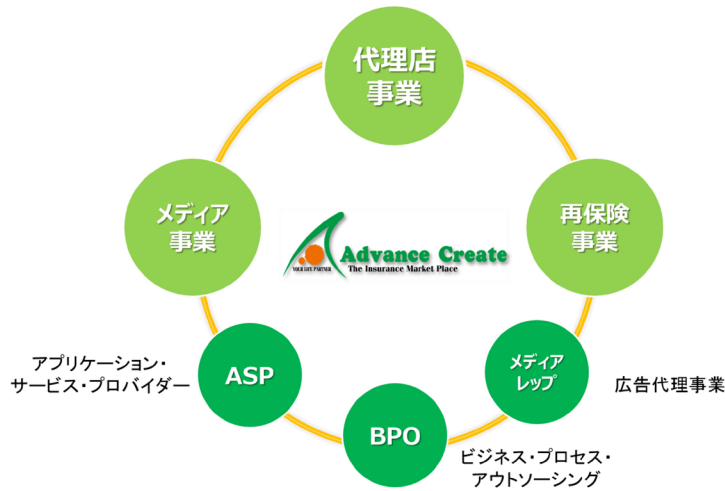 代理店
事業
メディア
事業
再保険
事業
Advance Create
YOUR LIFE PARTNER
The Insurance Market Place
アプリケーション・
サービス・プロバイダー
ASP
メディア
レップ
広告代理事業
BPO
ビジネス・プロセス・
アウトソーシング